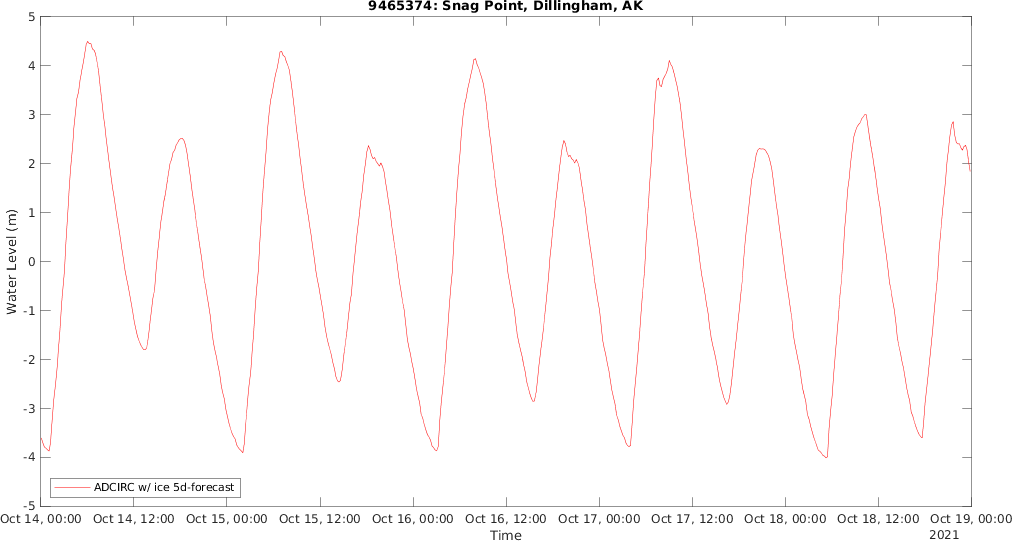 9465374: Snag Point, Dillingham, AK
5
4
3
2
1
0
-1
-2
-3
-4
-5
Water Level (m)
ADCIRC w/ ice 5d-forecast
Oct 14, 00:00 Oct 14, 12:00 Oct 15, 00:00 Oct 15, 12:00 Oct 16, 00:00 Oct 16, 12:00 Oct 17, 00:00 Oct 17, 12:00 Oct 18, 00:00 Oct 18, 12:00 Oct 19, 00:00
Time
2021